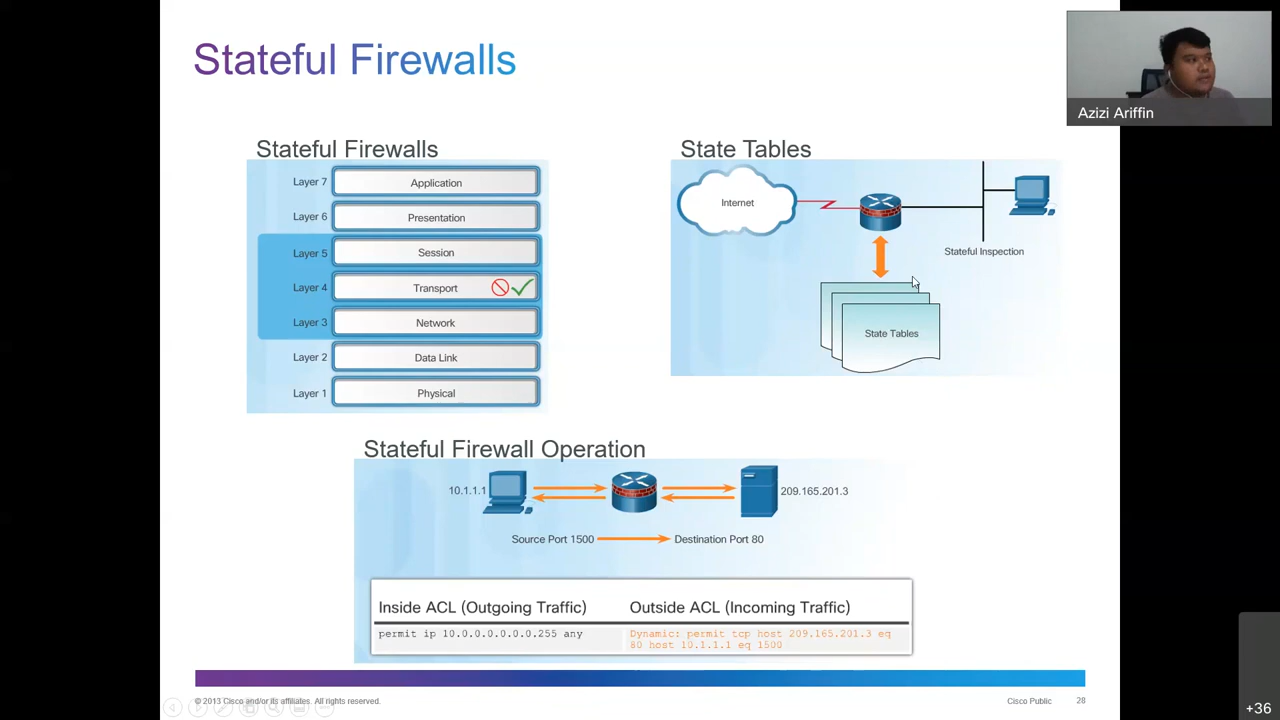 Stateful Firewalls
Azizi Ariffin
Stateful Firewalls
Layer 7 Application
Layer 6 Presentation
Layer 5 Session
Layer 4 Transport
Layer 3 Network
Layer 2 Data Link
Layer 1 Physical
State Tables
Internet
Stateful Inspection
State Tables
Stateful Firewall Operation
10.1.1.1
209.165.201.3
Source Port 1500 Destination Port 80
Inside ACL (Outgoing Traffic) Outside ACL (Incoming Traffic)
permit ip 10.0.0.0.0.0.0.255 any
Dynamic: permit tcp host 209.165.201.3 eq
80 host 10.1.1.1 eq 1500
© 2013 Cisco and/or its affiliates. All rights reserved.
Cisco Public
28
+36